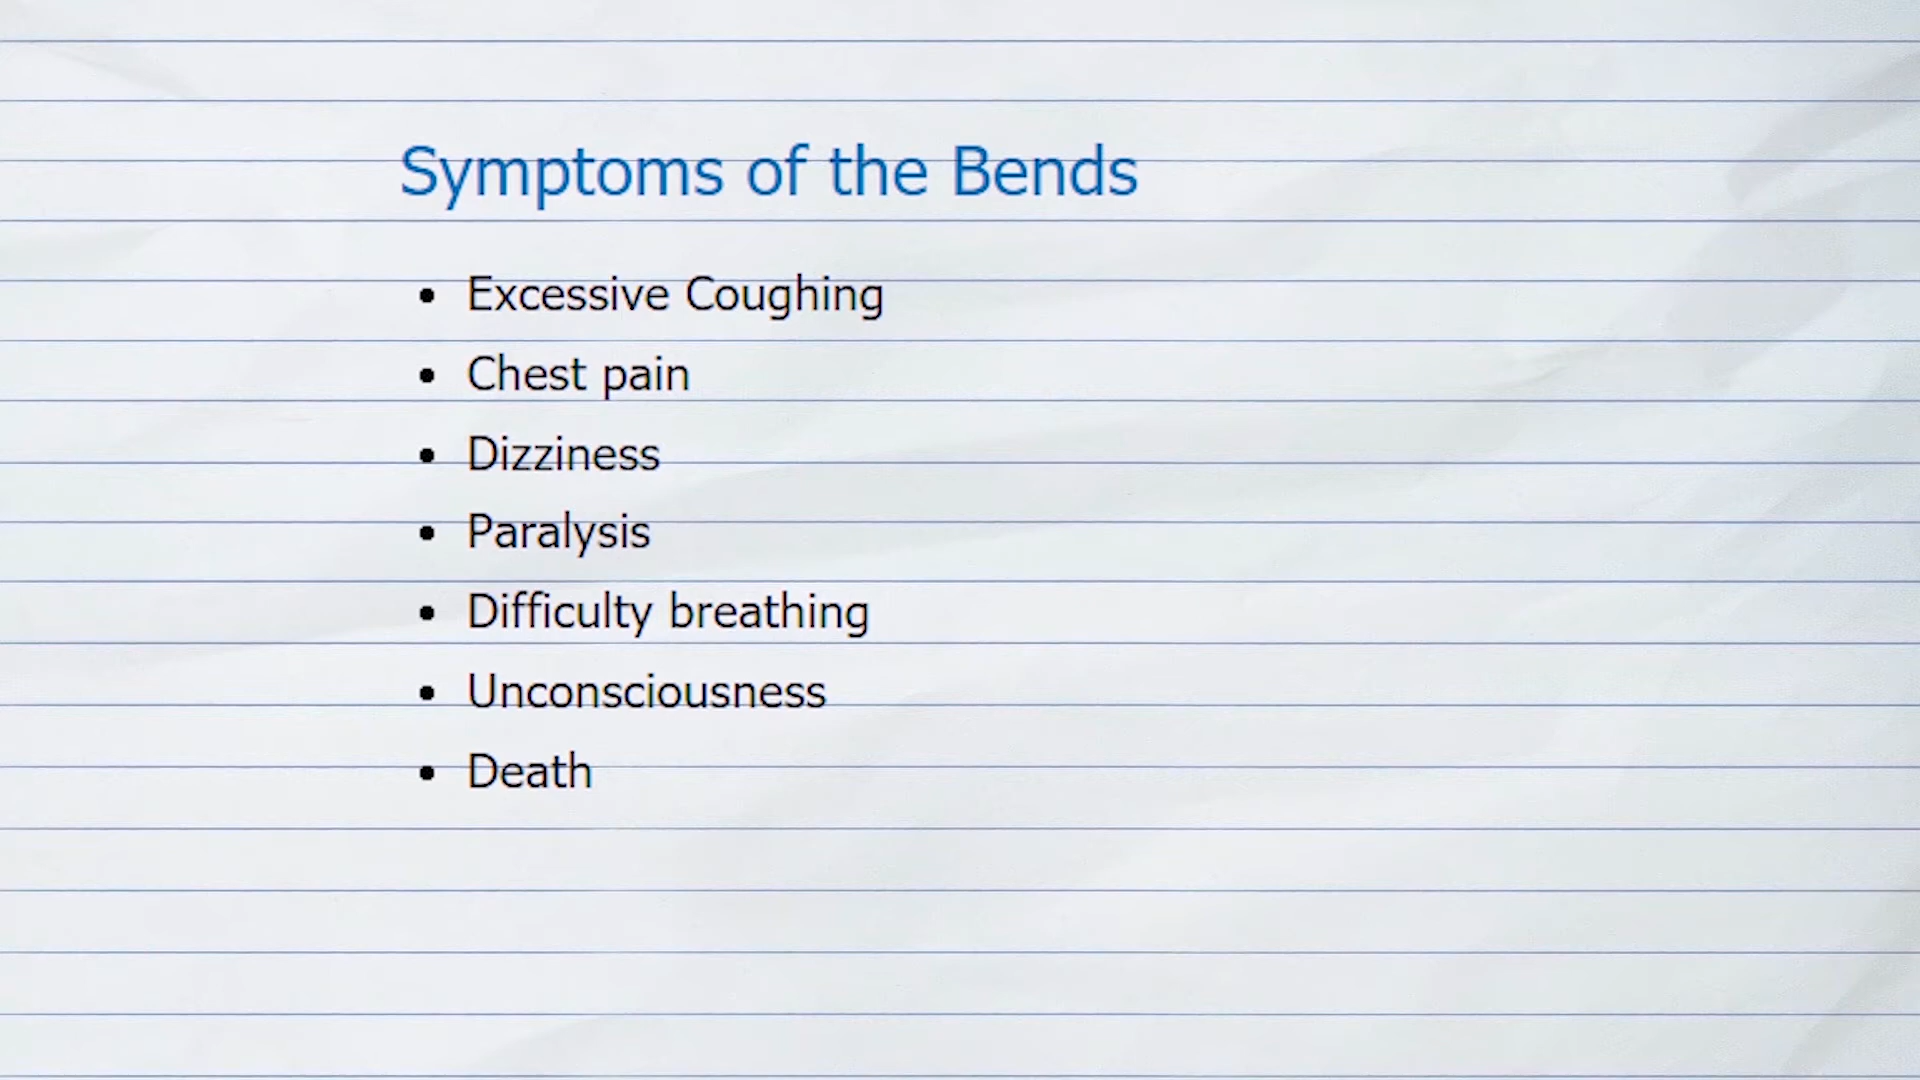 Symptoms of the Bends
• Excessive Coughing
• Chest pain
• Dizziness
• Paralysis
• Difficulty breathing
• Unconsciousness
• Death